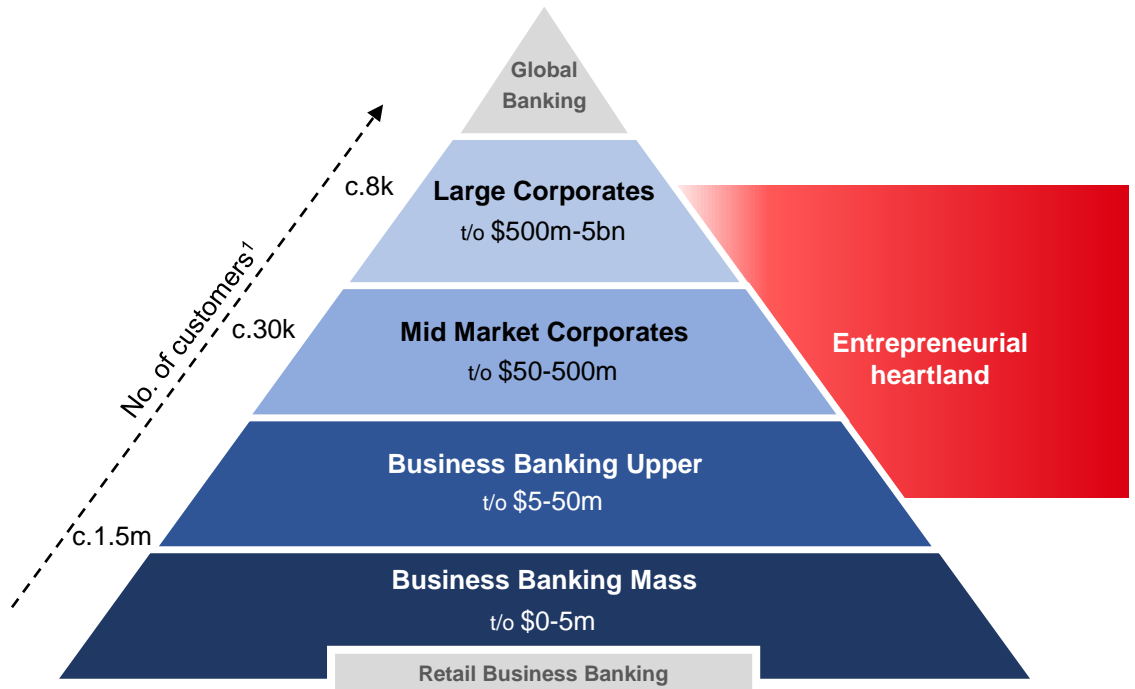 Global
Banking
c.8k
Large Corporates
t/o $500m-5bn
No. of customers1
c.30k
Mid Market Corporates
t/o $50-500m
Entrepreneurial
heartland
Business Banking Upper
t/o $5-50m
c.1.5m
Business Banking Mass
t/o $0-5m
Retail Business Banking